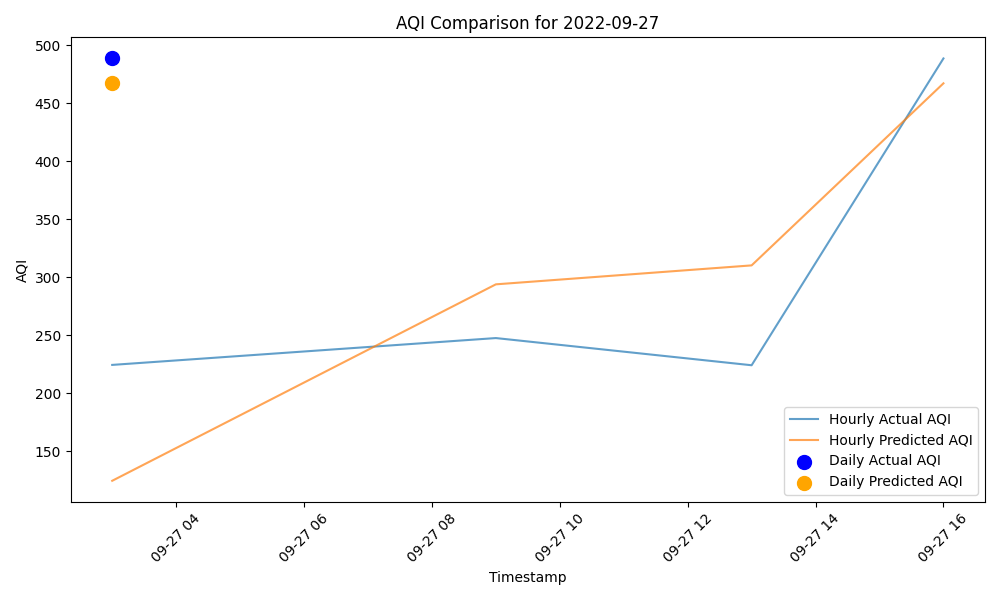 AQI Comparison for 2022-09-27
AQI
500
450
400
350
300
250
200
150
09-27 04
09-27 06
09-27 08
09-27 10
09-27 12
09-27 14
09-27 16
Timestamp
Hourly Actual AQI
Hourly Predicted AQI
Daily Actual AQI
Daily Predicted AQI